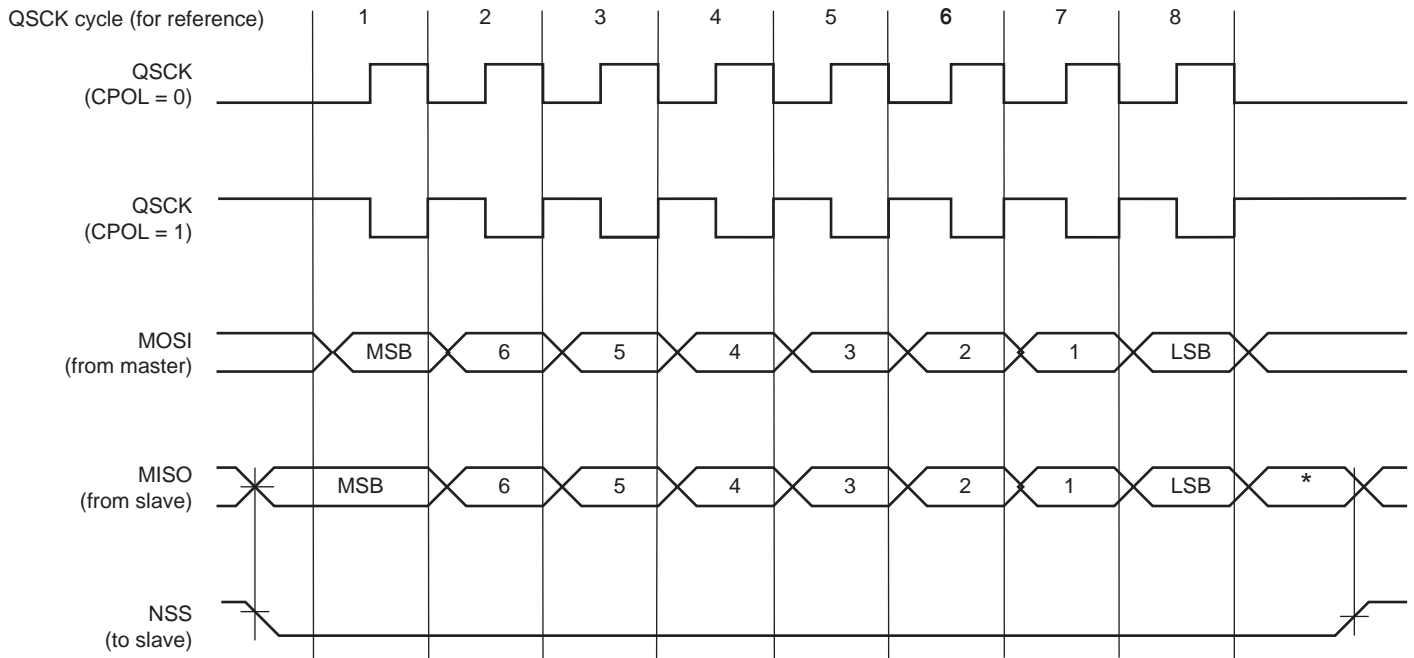 QSCK cycle (for reference) 1 2 3 4 5 6 7 8
QSCK
(CPOL = 0)
QSCK
(CPOL = 1)
MOSI
(from master)
MSB 6 5 4 3 2 1 LSB
MISO
(from slave)
MSB 6 5 4 3 2 1 LSB *
NSS
(to slave)